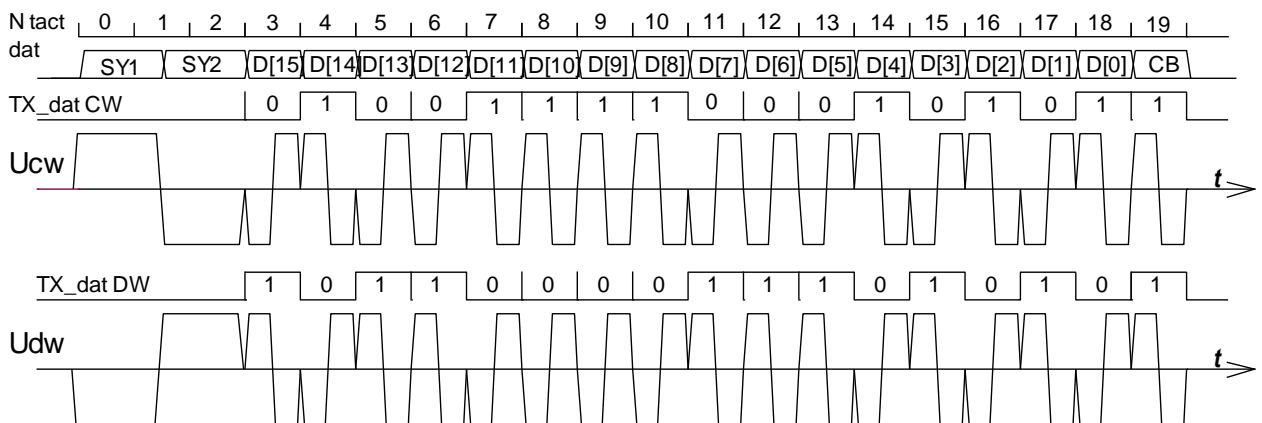 N tact 0 1 2 3 4 5 6 7 8 9 10 11 12 13 14 15 16 17 18 19
dat SY1 SY2 D[15] D[14] D[13] D[12] D[11] D[10] D[9] D[8] D[7] D[6] D[5] D[4] D[3] D[2] D[1] D[0] CB
TX_dat CW 0 1 0 0 1 1 1 1 0 0 0 1 0 1 0 1 1
Ucw t
TX_dat DW 1 0 1 1 0 0 0 0 1 1 1 0 1 0 1 0 1
Udw t